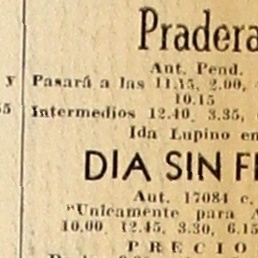 Pradera
Aut. Pend.
y Pasará a las 11.15, 2.00,
10.15
55 Intermedios 12.40, 3.35,
Ida Lupino en
DIA SIN F
Aut. 17084 c.
"Unicamente para A
10.00, 12.45, 3.30, 6.15
PRECIO